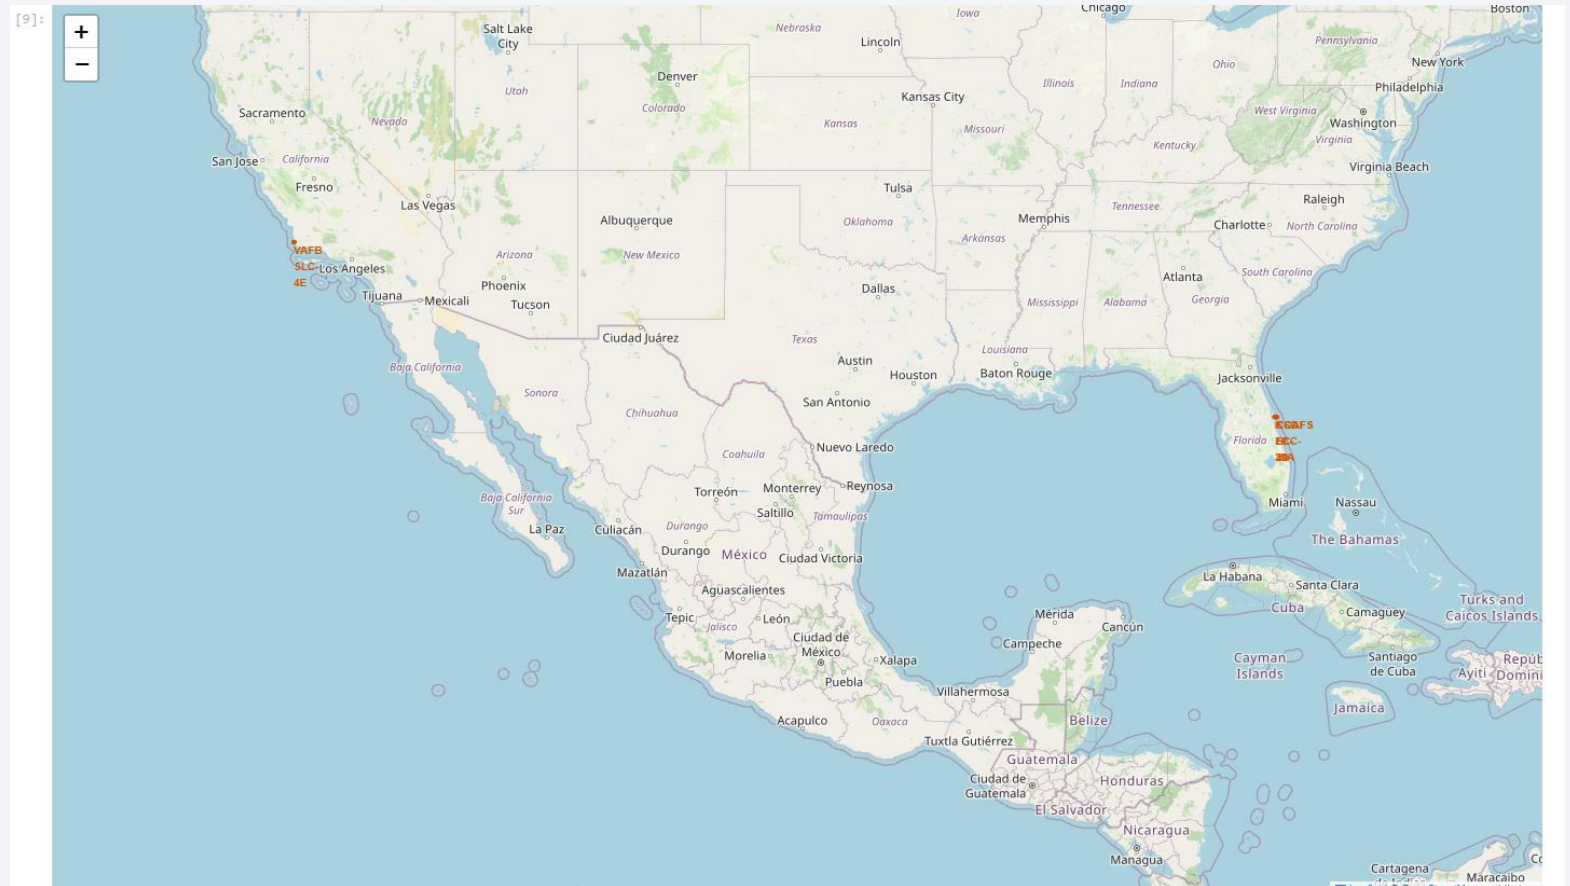 [9]:
+
−
Salt Lake
City
Nebraska
Iowa
Chicago
Boston
Lincoln
Pennsylvania
New York
Denver
Ohio
Utah
Illinois
Indiana
Philadelphia
Colorado
Kansas City
Sacramento
Nevada
Kansas
Missouri
West Virginia
Washington
Virginia
Kentucky
San Jose
California
Virginia Beach
Fresno
Tulsa
Las Vegas
Raleigh
Tennessee
Albuquerque
Oklahoma
Memphis
Charlotte
North Carolina
Arkansas
VAFB
SLC-
4E
Los Angeles
Arizona
New Mexico
Atlanta
South Carolina
Phoenix
Dallas
Tijuana
Mexicali
Tucson
Mississippi
Alabama
Georgia
Ciudad Juárez
Texas
Louisiana
Austin
Baja California
Houston
Baton Rouge
Jacksonville
Sonora
San Antonio
Chihuahua
Florida
Nuevo Laredo
Coahuila
Torreón
Monterrey
Reynosa
Baja California
Sur
Saltillo
Tamaulipas
Miami
Nassau
La Paz
Culiacán
Durango
The Bahamas
Durango
México
Ciudad Victoria
Mazatlán
La Habana
Santa Clara
Aguascalientes
Turks and
Caicos Islands
Cuba
Camagüey
Tepic
León
Mérida
Jalisco
Cancún
Ciudad de
México
Campeche
Morelia
Xalapa
Cayman
Islands
Santiago
de Cuba
Ayiti
Repúb
Domini
Puebla
Villahermosa
Jamaica
Acapulco
Oaxaca
Belize
Tuxtla Gutiérrez
Guatemala
Ciudad de
Guatemala
Honduras
El Salvador
Nicaragua
Managua
Cartagena
Maracaibo